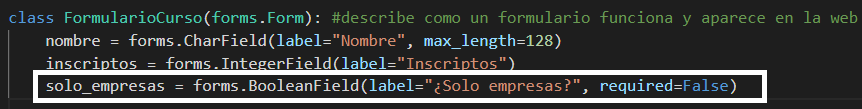 class FormularioCurso(forms.Form): #describe como un formulario funciona y aparece en la web
nombre = forms.CharField(label="Nombre", max_length=128)
inscriptos = forms.IntegerField(label="Inscriptos")
solo_empresas = forms.BooleanField(label="¿Solo empresas?", required=False)